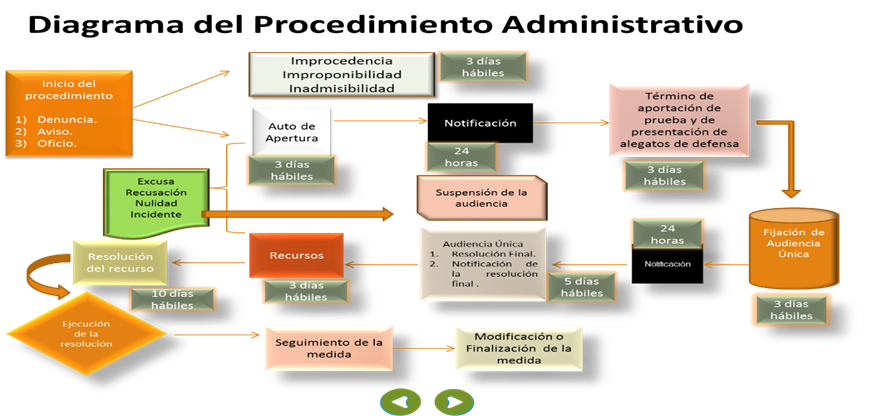 Diagrama del Procedimiento Administrativo
Inicio del
procedimiento
1) Denuncia.
2) Aviso.
3) Oficio.
Improcedencia
Improponibilidad
Inadmisibilidad
3 días
hábiles
Auto de
Apertura
3 días
hábiles
Notificación
24
horas
Término de
aportación de
prueba y de
presentación de
alegatos de defensa
3 días
hábiles
Excusa
Recusación
Nulidad
Incidente
Suspensión de la
audiencia
Fijación de
Audiencia
Única
3 días
hábiles
24
horas
Notificación
Audiencia Única
1. Resolución Final.
2. Notificación de
la resolución
final .
5 días
hábiles
Recursos
3 días
hábiles
Resolución
del recurso
10 días
hábiles
Ejecución
de la
resolución
Seguimiento de la
medida
Modificación o
Finalización de la
medida